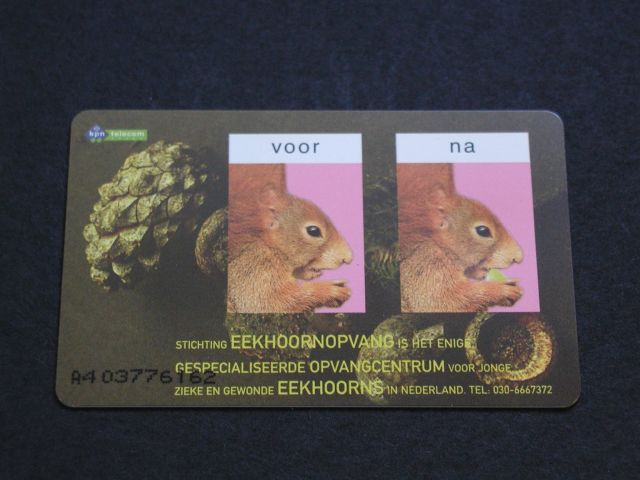 kpn telecom
voor
na
STICHTING EEKHOORNOPVANG IS HET ENIGE
GESPECIALISEERDE OPVANGCENTRUM VOOR JONGE
ZIEKE EN GEWONDE EEKHOORNS IN NEDERLAND. TEL: 030-6667372
A4 03776162